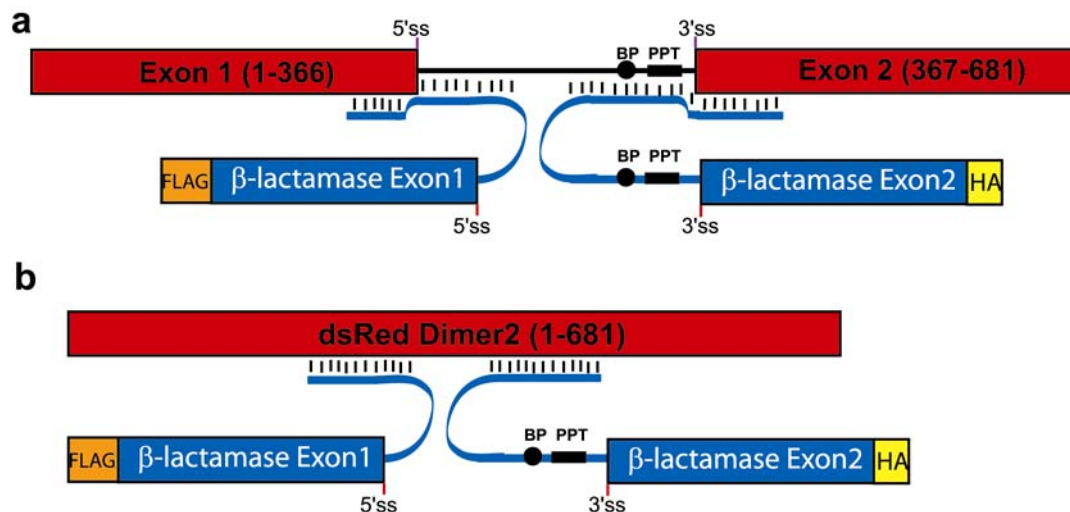 a
5'ss 3'ss
BP PPT
Exon 1 (1-366) Exon 2 (367-681)
BP PPT
FLAG β-lactamase Exon1 β-lactamase Exon2 HA
5'ss 3'ss
b
dsRed Dimer2 (1-681)
BP PPT
FLAG β-lactamase Exon1 β-lactamase Exon2 HA
5'ss 3'ss